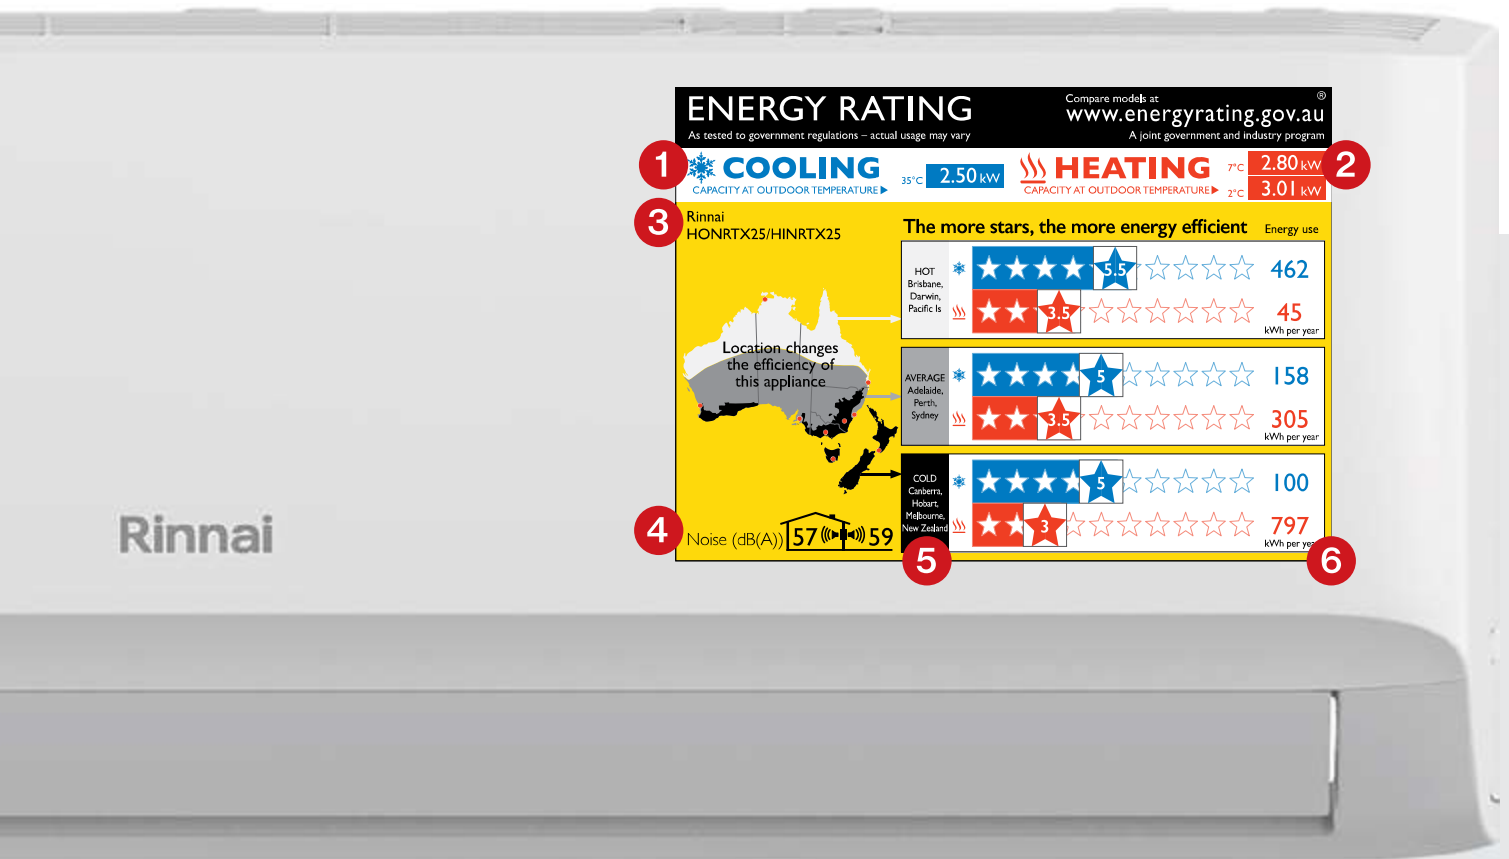 ENERGY RATING
As tested to government regulations – actual usage may vary
Compare models at
www.energyrating.gov.au
®
A joint government and industry program
1
COOLING
CAPACITY AT OUTDOOR TEMPERATURE
35°C 2.50 kW
HEATING
CAPACITY AT OUTDOOR TEMPERATURE
7°C 2.80 kW
2°C 3.01 kW
2
3
Rinnai
HONRTX25/HINRTX25
The more stars, the more energy efficient
Energy use
HOT
Brisbane,
Darwin,
Pacific Is
5.5
462
3.5
45
kWh per year
Location changes
the efficiency of
this appliance
AVERAGE
Adelaide,
Perth,
Sydney
5
158
3.5
305
kWh per year
COLD
Canberra,
Hobart,
Melbourne,
New Zealand
5
100
3
797
kWh per year
4
Noise (dB(A)) 57 59
5
6
Rinnai